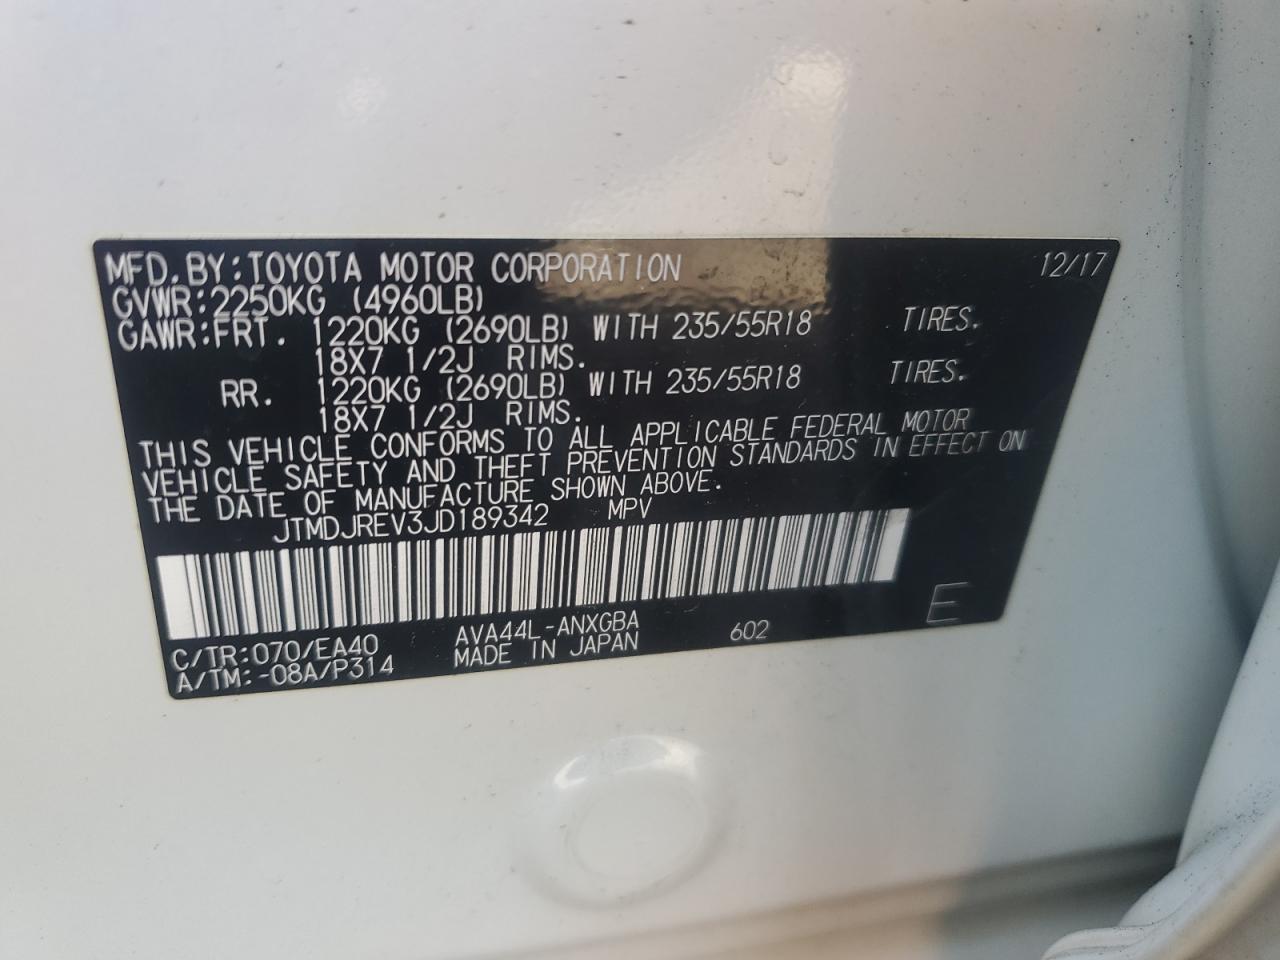 MFD. BY: TOYOTA MOTOR CORPORATION 12/17
GVWR: 2250KG (4960LB)
GAWR: FRT. 1220KG (2690LB) WITH 235/55R18 TIRES.
18X7 1/2J RIMS.
RR. 1220KG (2690LB) WITH 235/55R18 TIRES.
18X7 1/2J RIMS.
THIS VEHICLE CONFORMS TO ALL APPLICABLE FEDERAL MOTOR
VEHICLE SAFETY AND THEFT PREVENTION STANDARDS IN EFFECT ON
THE DATE OF MANUFACTURE SHOWN ABOVE.
JTMDJREV3JD189342 MPV
C/TR: 070/EA40 AVA44L-ANXGBA 602 E
A/TM: -08A/P314 MADE IN JAPAN